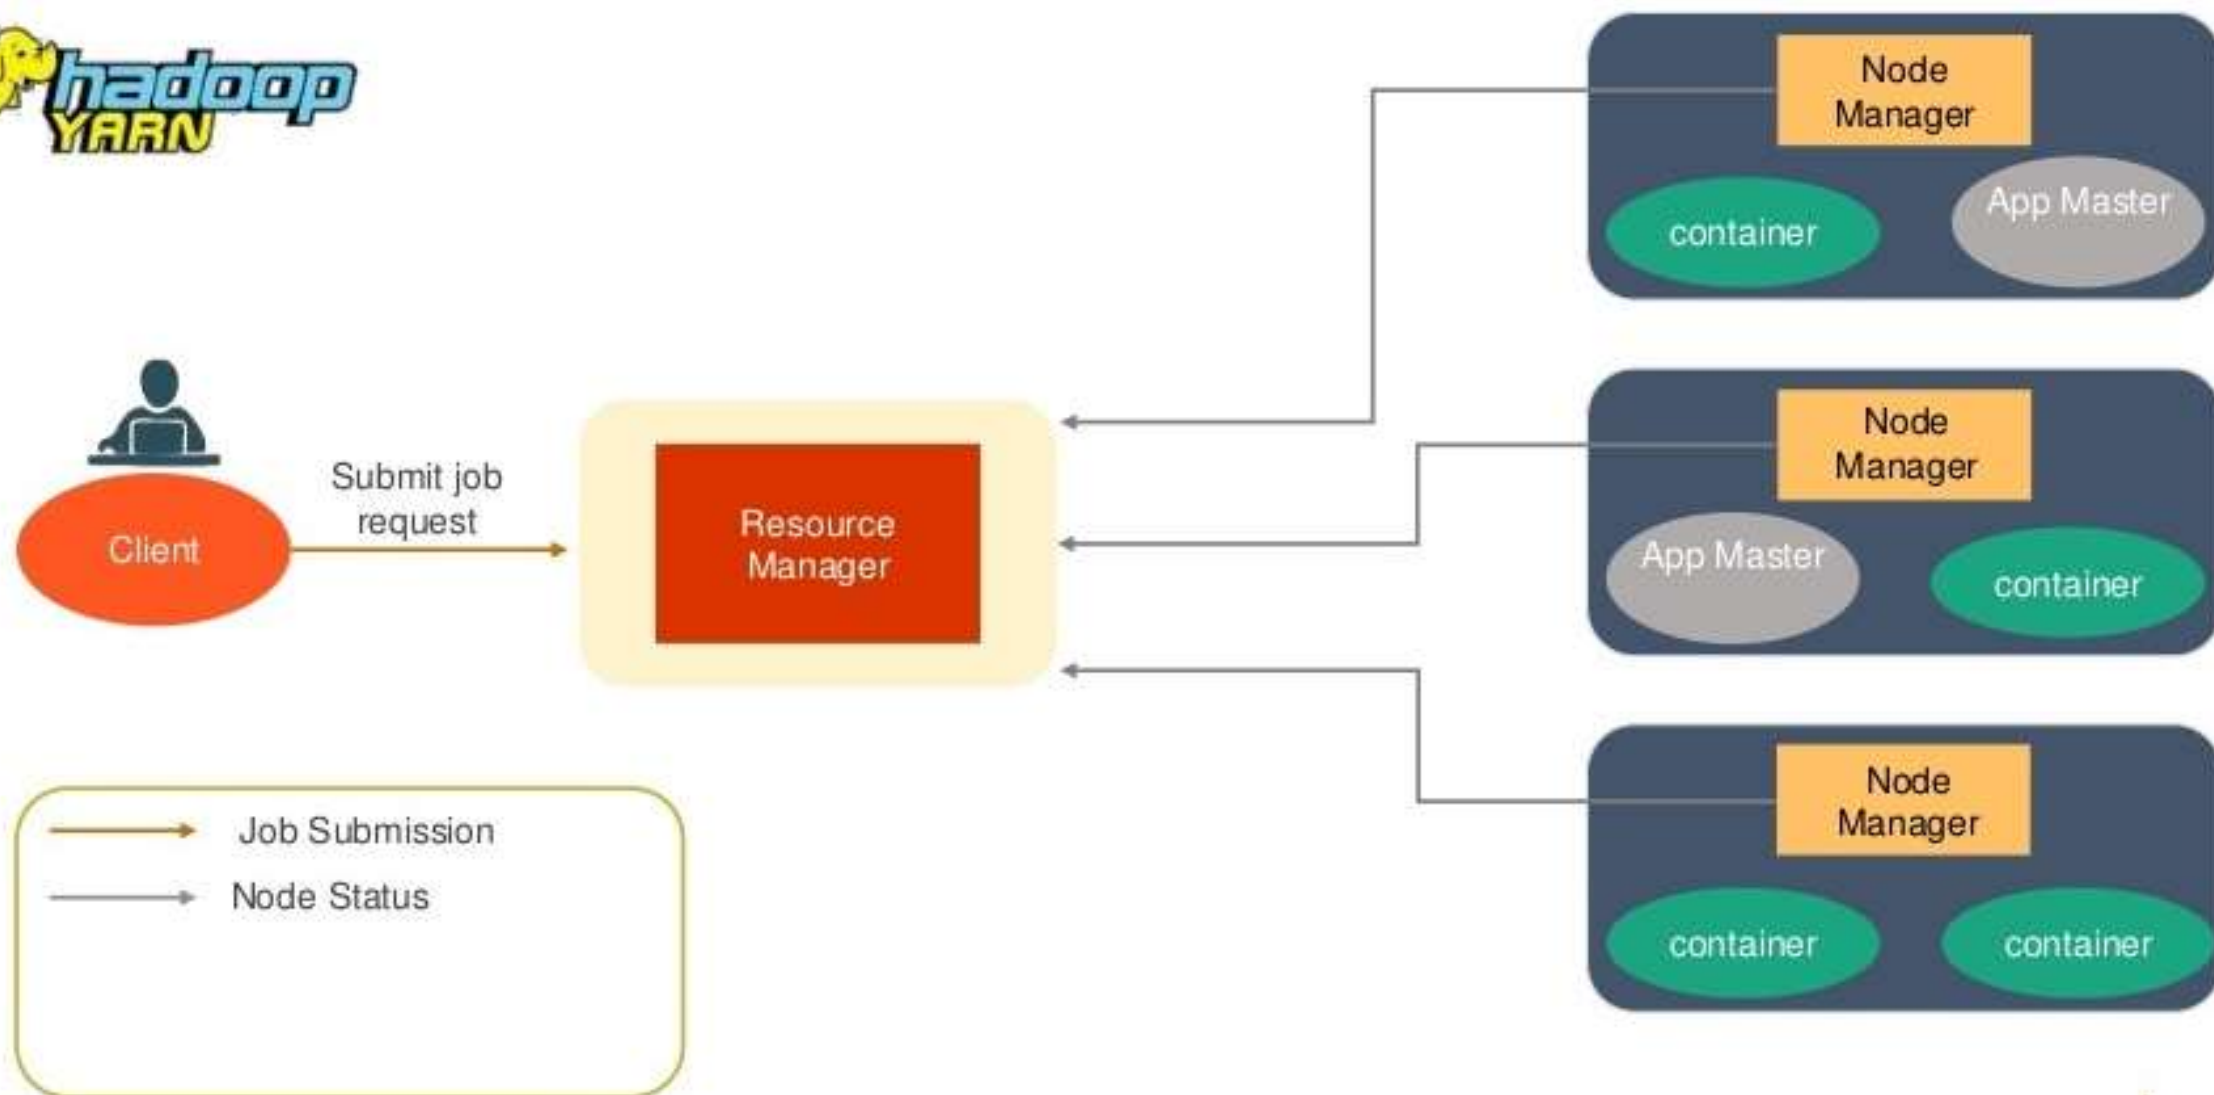 hadoop
YARN
Node
Manager
container
App Master
Client
Submit job
request
Resource
Manager
Node
Manager
App Master
container
Node
Manager
container
container
Job Submission
Node Status